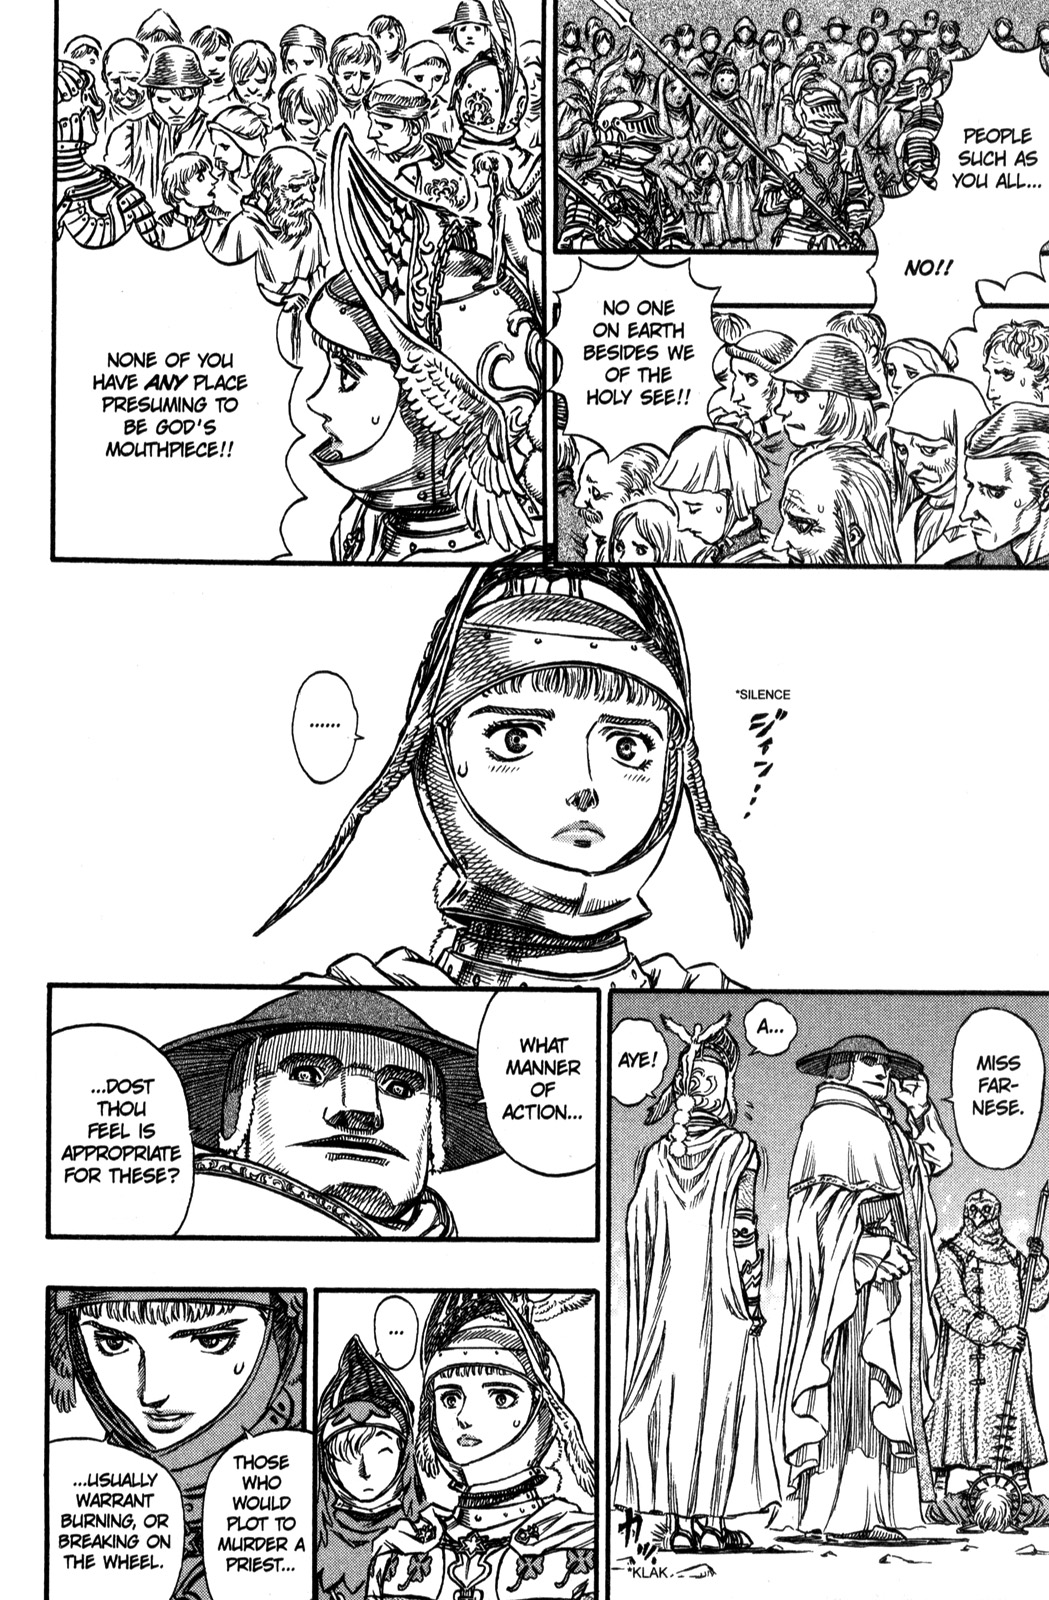 PEOPLE
SUCH AS
YOU ALL...
NO!!
NO ONE
ON EARTH
BESIDES WE
OF THE
HOLY SEE!!
NONE OF YOU
HAVE ANY PLACE
PRESUMING TO
BE GOD'S
MOUTHPIECE!!
*SILENCE
ジィン…
......
MISS
FAR-
NESE.
A...
AYE!
*KLAK
ガッ
WHAT
MANNER
OF
ACTION...
...DOST
THOU
FEEL IS
APPROPRIATE
FOR THESE?
...
THOSE
WHO
WOULD
PLOT TO
MURDER A
PRIEST...
...USUALLY
WARRANT
BURNING, OR
BREAKING ON
THE WHEEL.